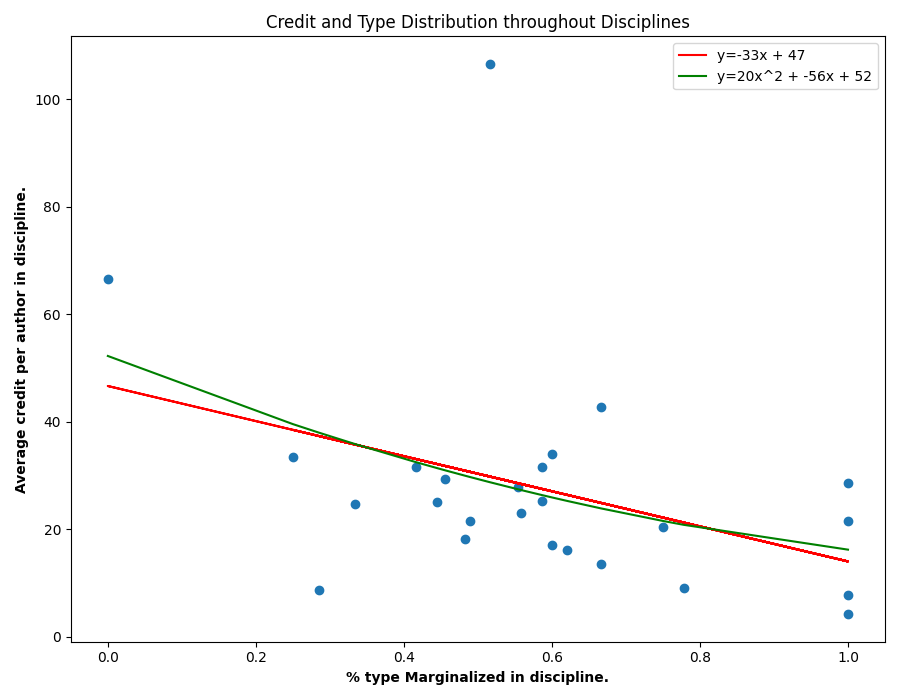 Credit and Type Distribution throughout Disciplines
y=-33x + 47
y=20x^2 + -56x + 52
Average credit per author in discipline.
100
80
60
40
20
0
0.0 0.2 0.4 0.6 0.8 1.0
% type Marginalized in discipline.